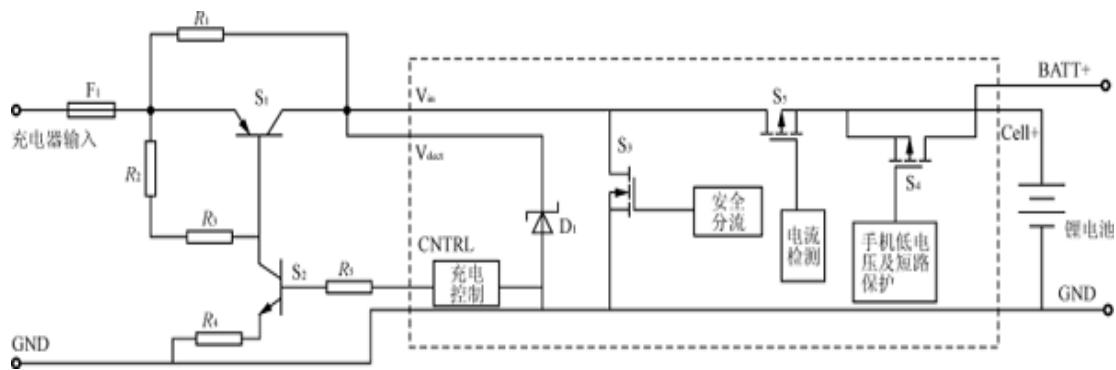 R1
F1
S1
充电器输入
R2
R3
S2
R5
R4
GND
Vin
Vdect
CNTRL
充电
控制
D1
S3
安全
分流
S5
电流
检测
S4
手机低电
压及短路
保护
BATT+
Cell+
锂电池
GND